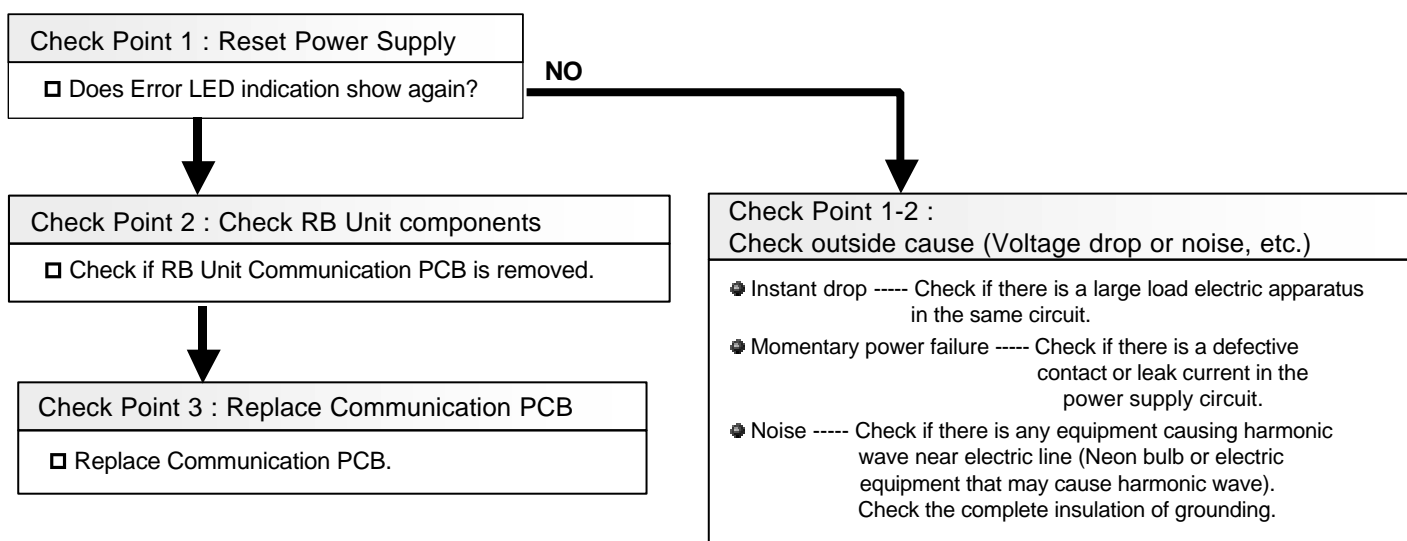 Check Point 1 : Reset Power Supply
Does Error LED indication show again?
NO
Check Point 2 : Check RB Unit components
Check if RB Unit Communication PCB is removed.
Check Point 3 : Replace Communication PCB
Replace Communication PCB.
Check Point 1-2 :
Check outside cause (Voltage drop or noise, etc.)
Instant drop ----- Check if there is a large load electric apparatus
in the same circuit.
Momentary power failure ----- Check if there is a defective
contact or leak current in the
power supply circuit.
Noise ----- Check if there is any equipment causing harmonic
wave near electric line (Neon bulb or electric
equipment that may cause harmonic wave).
Check the complete insulation of grounding.